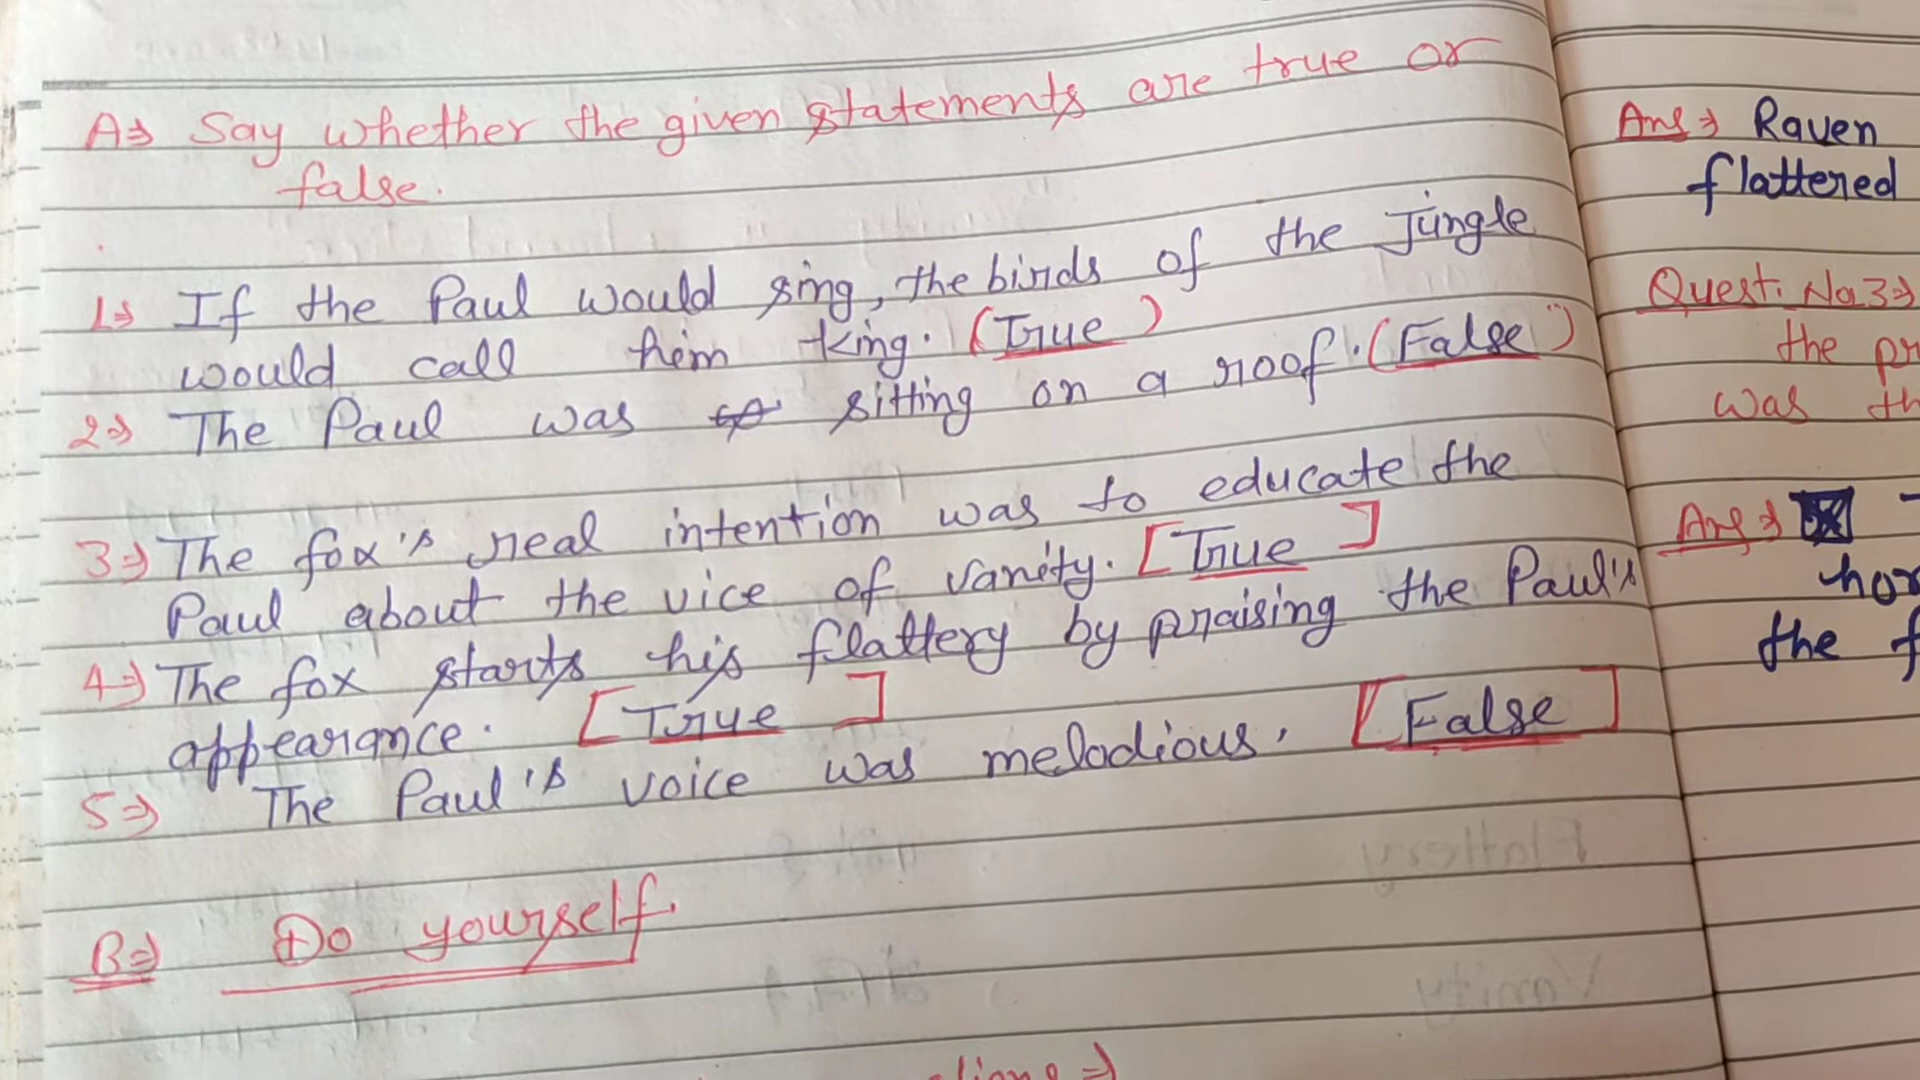 A⇒ Say whether the given statements are true or
false.
1⇒ If the Paul would sing, the birds of the Jungle
would call him king. (True)
2⇒ The Paul was sitting on a roof. (False)
3⇒ The fox's real intention was to educate the
Paul about the vice of vanity. [True]
4⇒ The fox starts his flattery by praising the Paul's
appearance. [True]
5⇒ The Paul's voice was melodious. [False]
B⇒ Do yourself.
Ans⇒ Raven
flattered
Quest. No.3⇒
the pr
was th
Ans⇒
hor
the f